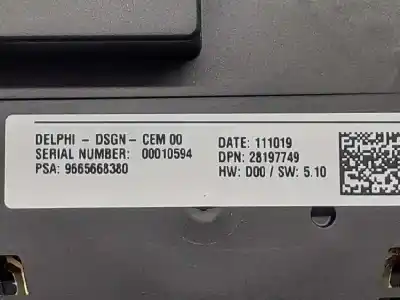 DELPHI - DSGN - CEM 00
SERIAL NUMBER: 00010594
PSA: 9665668380
DATE: 111019
DPN: 28197749
HW: D00 / SW: 5.10